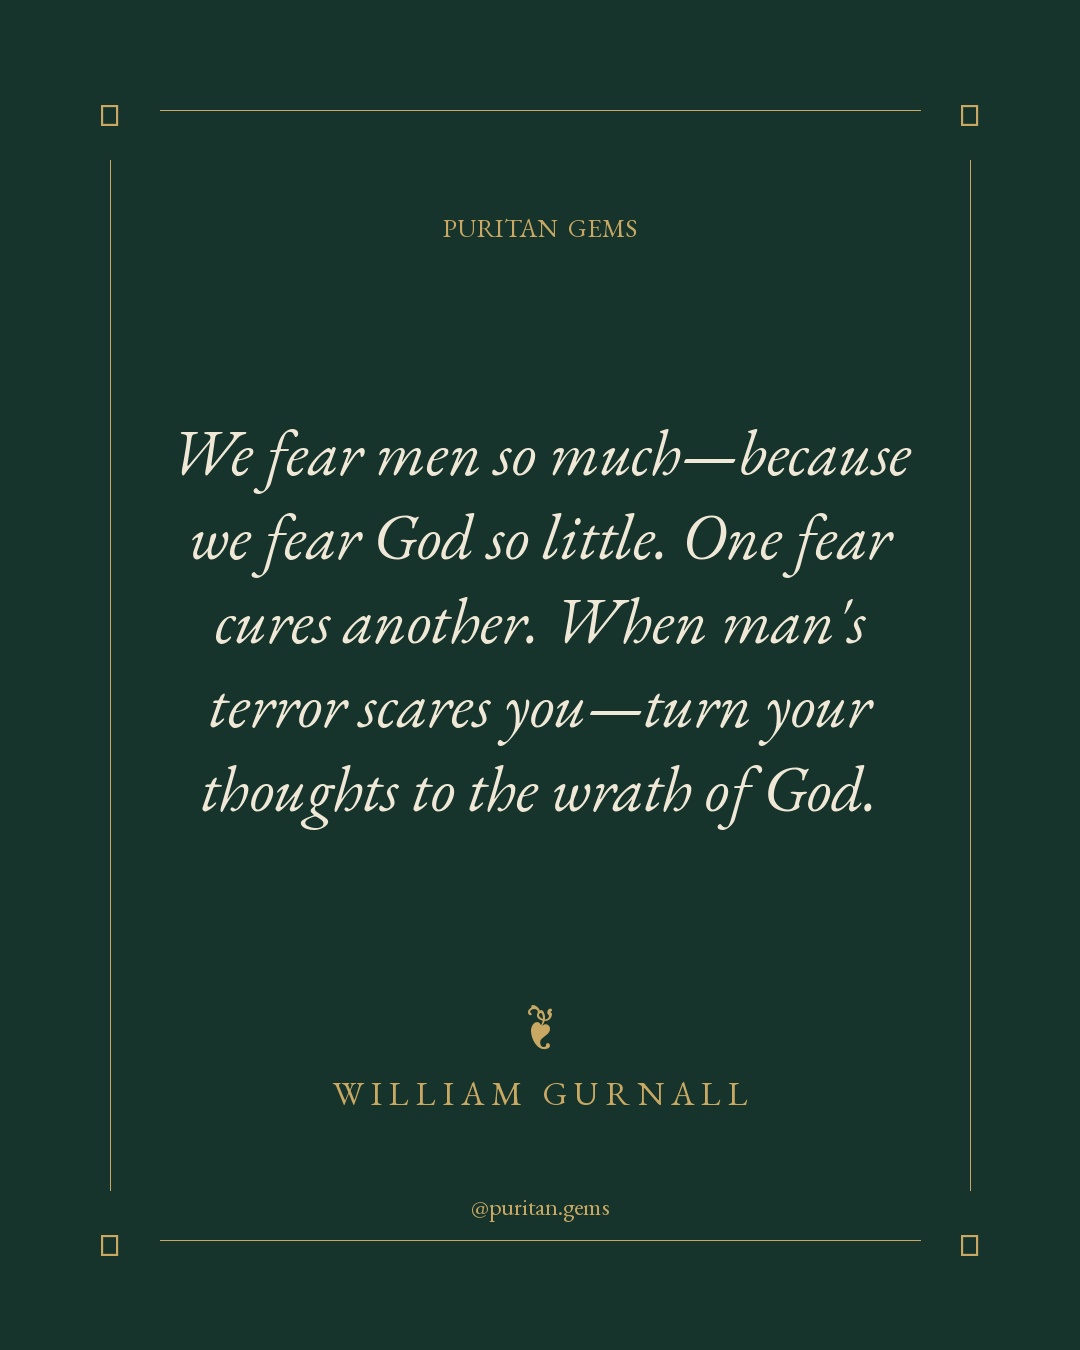 PURITAN GEMS
We fear men so much—because
we fear God so little. One fear
cures another. When man's
terror scares you—turn your
thoughts to the wrath of God.
WILLIAM GURNALL
@puritan.gems